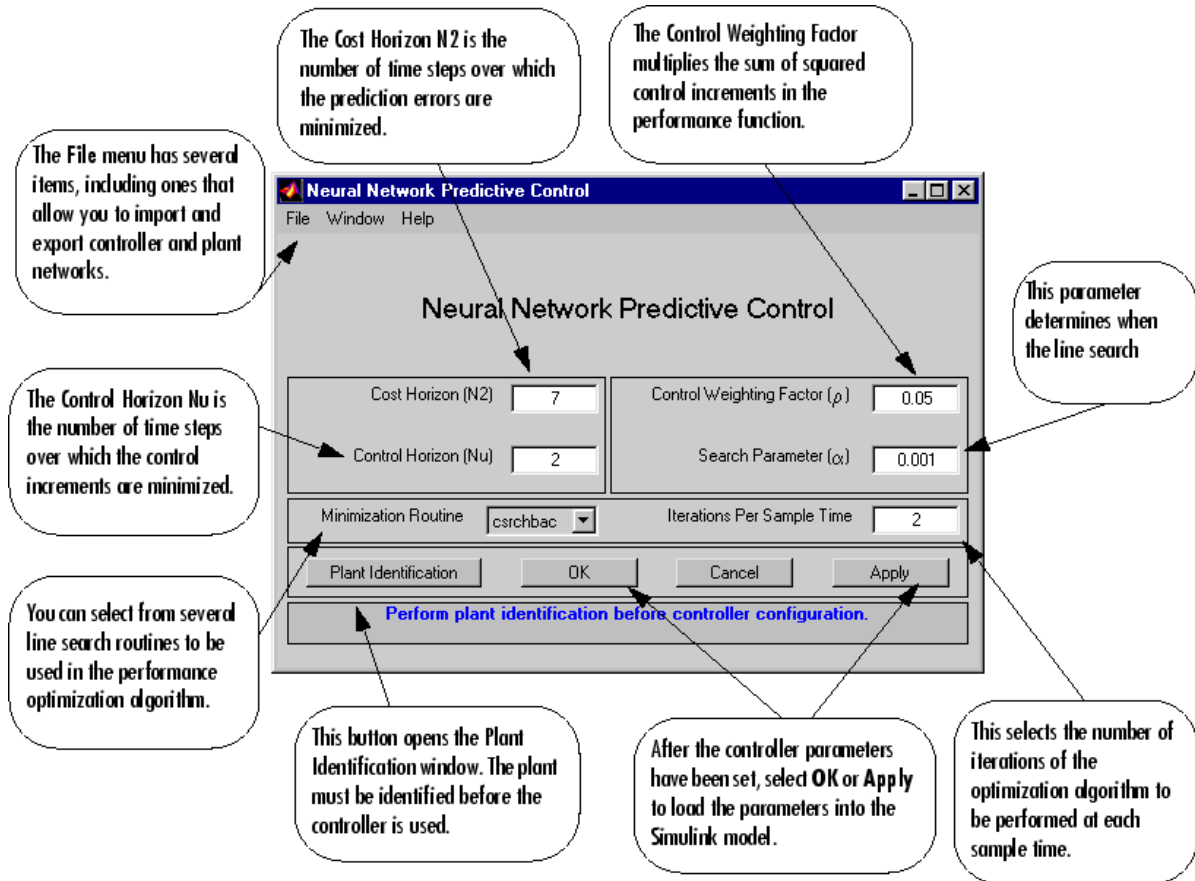 The Cost Horizon N2 is the
number of time steps over which
the prediction errors are
minimized.
The Control Weighting Factor
multiplies the sum of squared
control increments in the
performance function.
The File menu has several
items, including ones that
allow you to import and
export controller and plant
networks.
Neural Network Predictive Control
File Window Help
Neural Network Predictive Control
This parameter
determines when
the line search
The Control Horizon Nu is
the number of time steps
over which the control
increments are minimized.
Cost Horizon (N2) 7 Control Weighting Factor (ρ) 0.05
Control Horizon (Nu) 2 Search Parameter (α) 0.001
Minimization Routine csrchbac Iterations Per Sample Time 2
Plant Identification OK Cancel Apply
Perform plant identification before controller configuration.
You can select from several
line search routines to be
used in the performance
optimization algorithm.
This button opens the Plant
Identification window. The plant
must be identified before the
controller is used.
After the controller parameters
have been set, select OK or Apply
to load the parameters into the
Simulink model.
This selects the number of
iterations of the
optimization algorithm to
be performed at each
sample time.